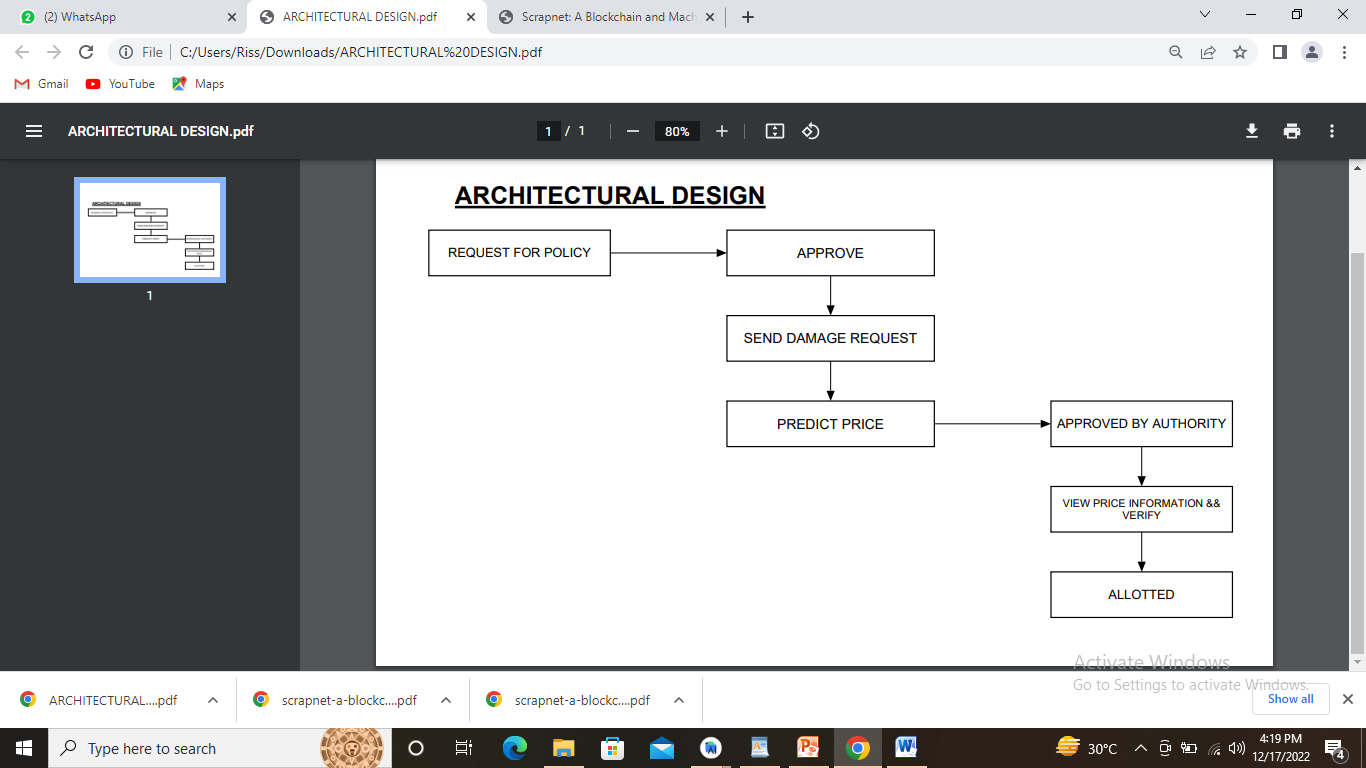 (2) WhatsApp
ARCHITECTURAL DESIGN.pdf
Scrapnet: A Blockchain and Mach
File
C:/Users/Riss/Downloads/ARCHITECTURAL%20DESIGN.pdf
Gmail
YouTube
Maps
ARCHITECTURAL DESIGN.pdf
1 / 1
80%
1
ARCHITECTURAL DESIGN
REQUEST FOR POLICY
APPROVE
SEND DAMAGE REQUEST
PREDICT PRICE
APPROVED BY AUTHORITY
VIEW PRICE INFORMATION &&
VERIFY
ALLOTTED
Activate Windows
Go to Settings to activate Windows.
ARCHITECTURAL....pdf
scrapnet-a-blockc....pdf
scrapnet-a-blockc....pdf
Show all
Type here to search
30°C
4:19 PM
12/17/2022
4